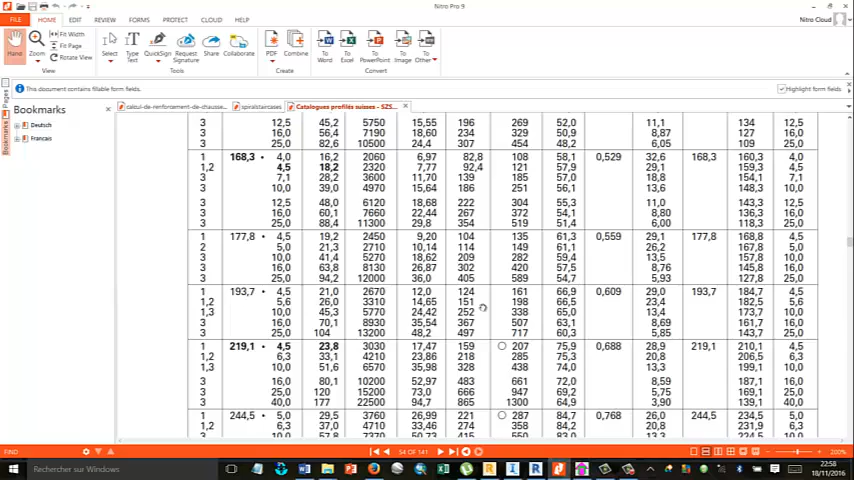 Nitro Pro 9
FILE HOME EDIT REVIEW FORMS PROTECT CLOUD HELP
Nitro Cloud
Hand Zoom Fit Width
Fit Page
Rotate View
Select Type Text QuickSign Request Signature Share Collaborate
PDF Combine
To Word To Excel To PowerPoint To Image To Other
View Tools Create Convert
This document contains fillable form fields.
Highlight form fields
Pages
Bookmarks
Bookmarks
Deutsch
Francais
calcul-de-renforcement-de-chausse... spiralstaircases Catalogues profilés suisses - SZS...
3 12,5 45,2 5750 15,55 196 269 52,0 11,1 134 12,5
3 16,0 56,4 7190 18,60 234 329 50,9 8,87 127 16,0
3 25,0 82,6 10500 24,4 307 454 48,2 6,05 109 25,0
1 168,3 • 4,0 16,2 2060 6,97 82,8 108 58,1 0,529 32,6 168,3 160,3 4,0
1,2 4,5 18,2 2320 7,77 92,4 121 57,9 29,1 159,3 4,5
3 7,1 28,2 3600 11,70 139 185 57,0 18,8 154,1 7,1
3 10,0 39,0 4970 15,64 186 251 56,1 13,6 148,3 10,0
3 12,5 48,0 6120 18,68 222 304 55,3 11,0 143,3 12,5
3 16,0 60,1 7660 22,44 267 372 54,1 8,80 136,3 16,0
3 25,0 88,4 11300 29,8 354 519 51,4 6,00 118,3 25,0
1 177,8 • 4,5 19,2 2450 9,20 104 135 61,3 0,559 29,1 177,8 168,8 4,5
2 5,0 21,3 2710 10,14 114 149 61,1 26,2 167,8 5,0
3 10,0 41,4 5270 18,62 209 282 59,4 13,5 157,8 10,0
3 16,0 63,8 8130 26,87 302 420 57,5 8,76 145,8 16,0
3 25,0 94,2 12000 36,0 405 589 54,7 5,93 127,8 25,0
1 193,7 • 4,5 21,0 2670 12,0 124 161 66,9 0,609 29,1 193,7 184,7 4,5
1,2 5,6 26,0 3310 14,65 151 198 66,5 23,4 182,5 5,6
1,3 10,0 45,3 5770 24,42 252 338 65,0 13,4 173,7 10,0
3 16,0 70,1 8930 35,54 367 507 63,1 8,69 161,7 16,0
3 25,0 104 13200 48,2 497 717 60,3 5,85 143,7 25,0
1 219,1 • 4,5 23,8 3030 17,47 159 207 75,9 0,688 28,9 219,1 210,1 4,5
1,2 6,3 33,1 4210 23,86 218 285 75,3 20,8 206,5 6,3
1,3 10,0 51,6 6570 35,98 328 438 74,0 13,3 199,1 10,0
3 16,0 80,1 10200 52,97 483 661 72,0 8,59 187,1 16,0
3 25,0 120 15200 73,0 666 947 69,2 5,75 169,1 25,0
3 40,0 177 22500 94,7 865 1300 64,9 3,90 139,1 40,0
1 244,5 • 5,0 29,5 3760 26,99 221 287 84,7 0,768 26,0 244,5 234,5 5,0
1,2 6,3 37,0 4710 33,46 274 358 84,2 20,8 231,9 6,3
FIND
54 OF 141
200%
Rechercher sur Windows
22:58
18/11/2016